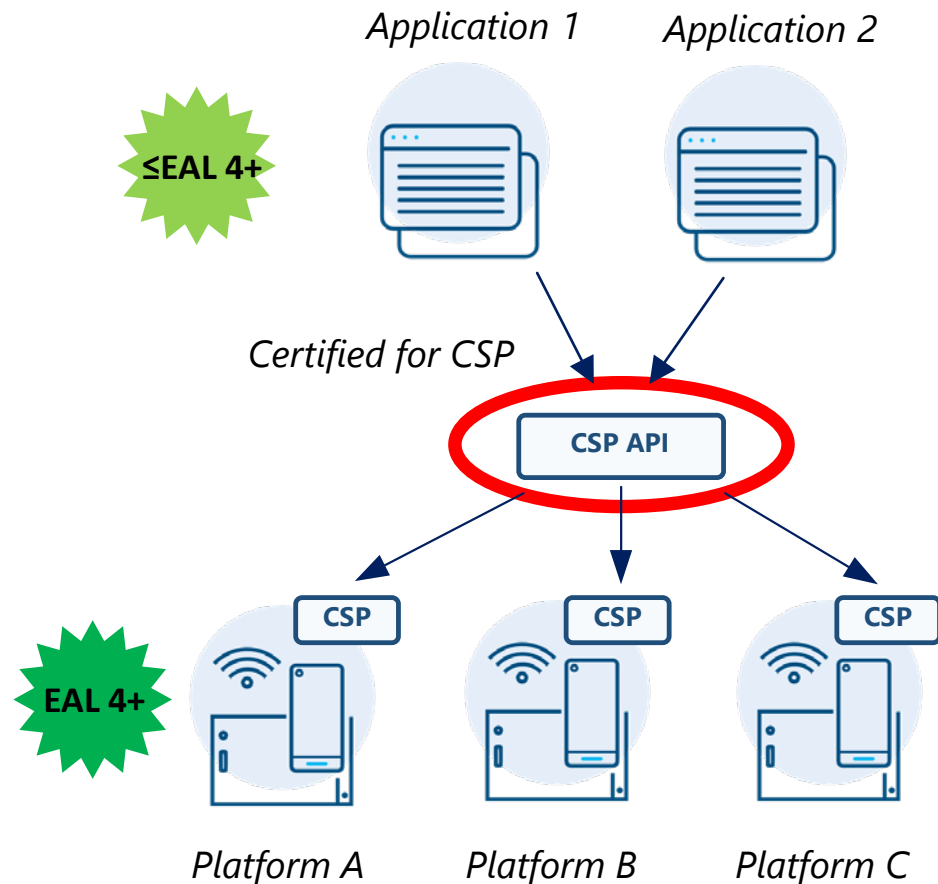 Application 1
Application 2
≤EAL 4+
Certified for CSP
CSP API
CSP
CSP
CSP
EAL 4+
Platform A
Platform B
Platform C